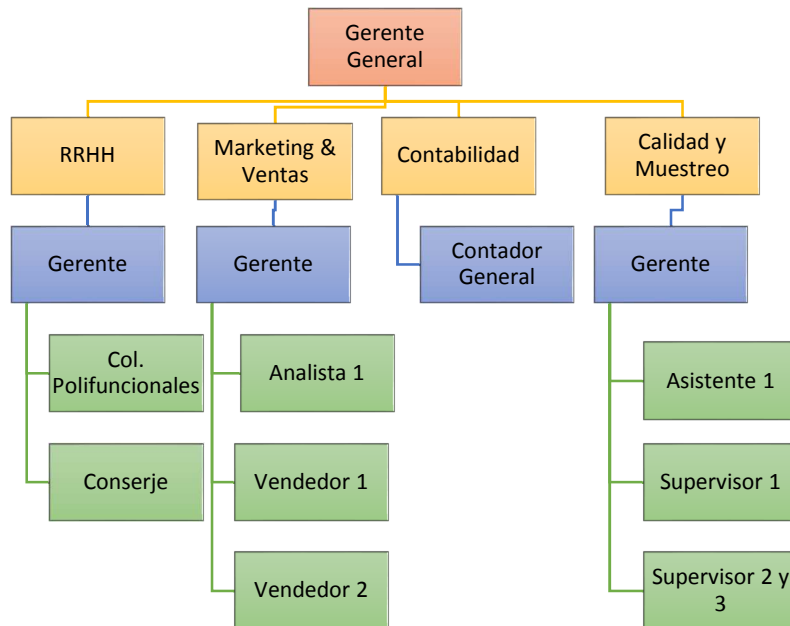 Gerente
General
RRHH
Marketing &
Ventas
Contabilidad
Calidad y
Muestreo
Gerente
Gerente
Contador
General
Gerente
Col.
Polifuncionales
Analista 1
Asistente 1
Conserje
Vendedor 1
Supervisor 1
Vendedor 2
Supervisor 2 y
3